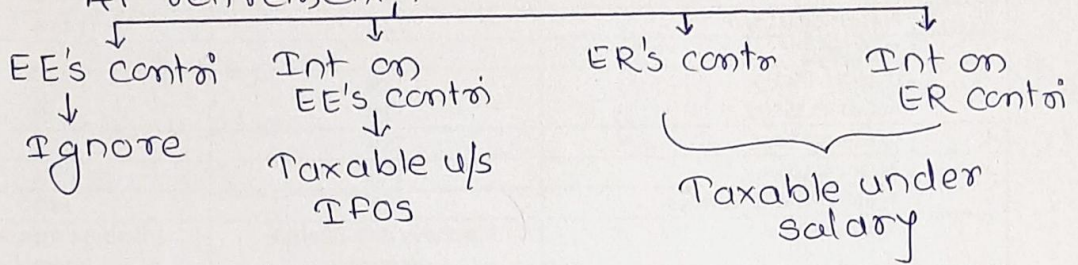 EE's contri Int on ER's contr Int on
EE's contri ER contri
Ignore Taxable u/s
IFOS
Taxable under
salary